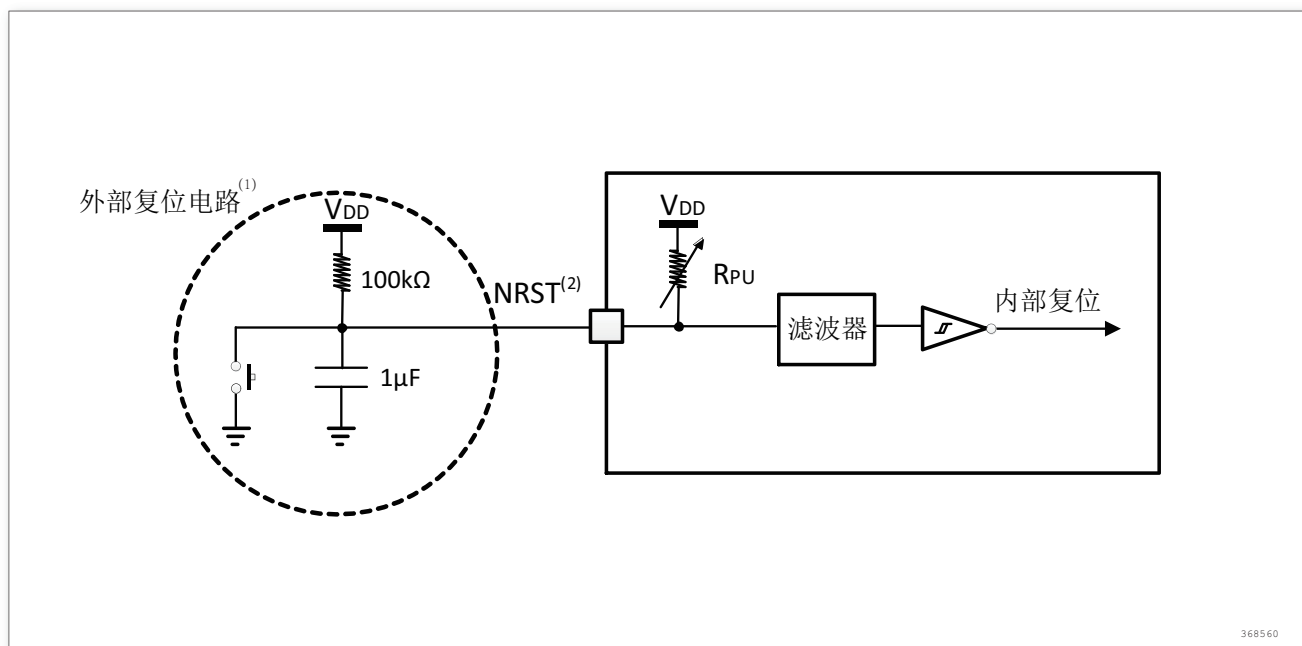 外部复位电路(1)
VDD
100kΩ
1μF
NRST(2)
VDD
RPU
滤波器
内部复位
368560